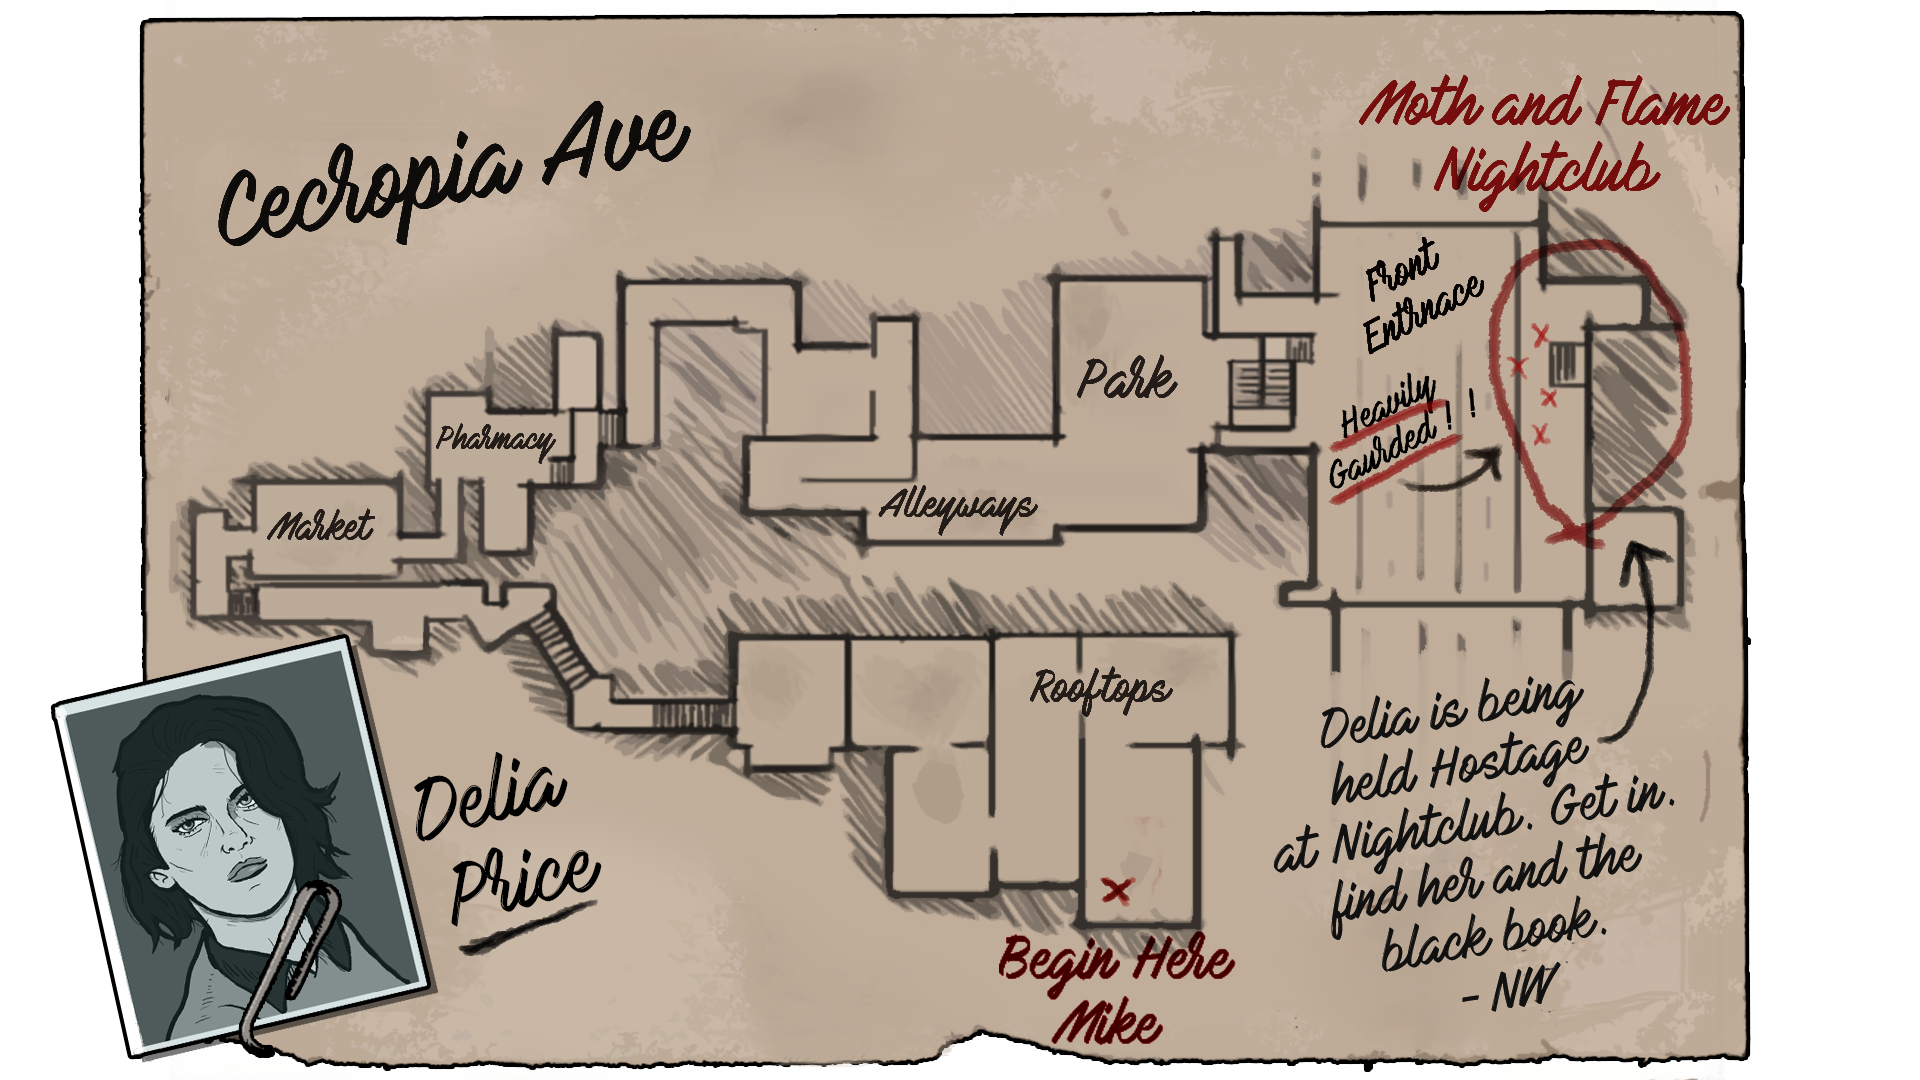 Cecropia Ave
Moth and Flame
Nightclub
Front
Entrnace
Heavily
Gaurded! !
Park
Pharmacy
Market
Alleyways
Rooftops
Delia
Price
Begin Here
Mike
Delia is being
held Hostage
at Nightclub. Get in.
find her and the
black book.
- NW